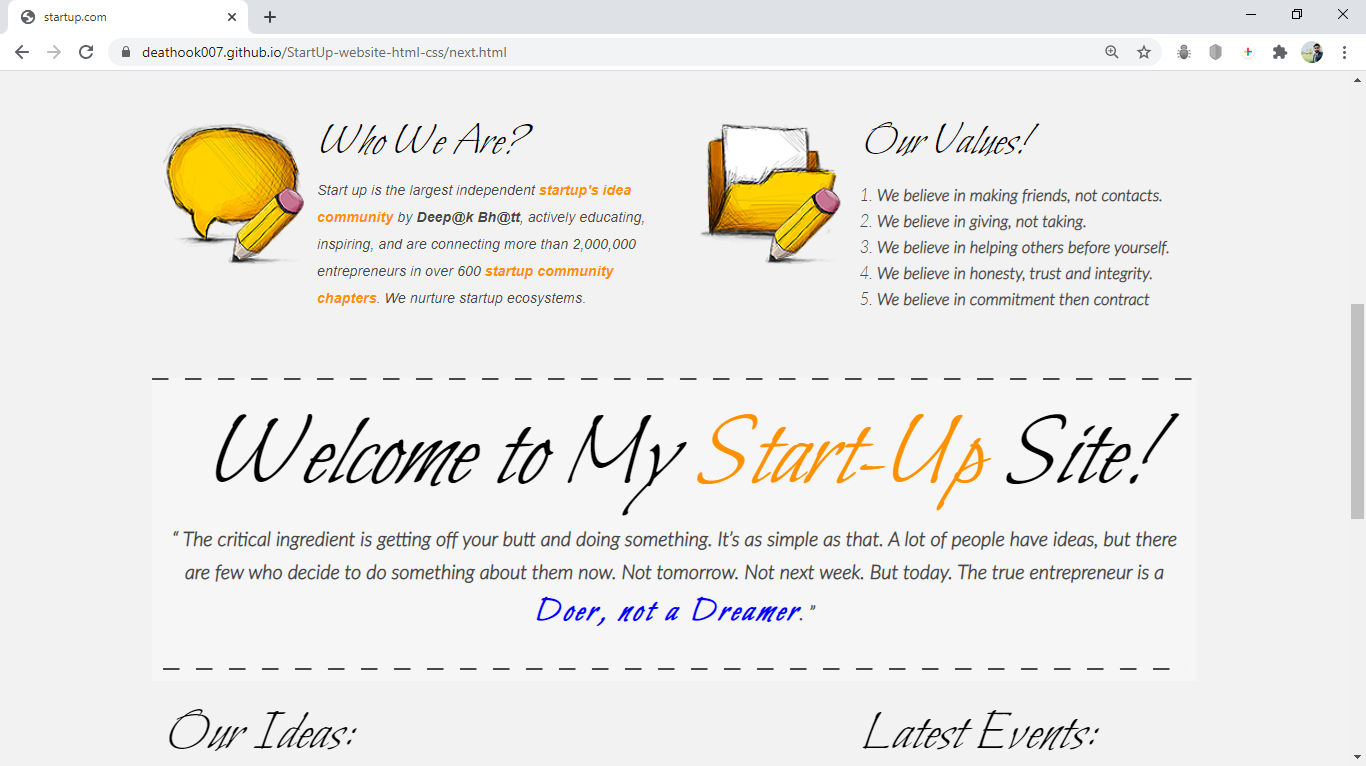 startup.com
deathook007.github.io/StartUp-website-html-css/next.html
Who We Are?
Start up is the largest independent startup's idea
community by Deep@k Bh@tt, actively educating,
inspiring, and are connecting more than 2,000,000
entrepreneurs in over 600 startup community
chapters. We nurture startup ecosystems.
Our Values!
1. We believe in making friends, not contacts.
2. We believe in giving, not taking.
3. We believe in helping others before yourself.
4. We believe in honesty, trust and integrity.
5. We believe in commitment then contract
Welcome to My Start-Up Site!
“ The critical ingredient is getting off your butt and doing something. It’s as simple as that. A lot of people have ideas, but there
are few who decide to do something about them now. Not tomorrow. Not next week. But today. The true entrepreneur is a
Doer, not a Dreamer. ”
Our Ideas:
Latest Events: